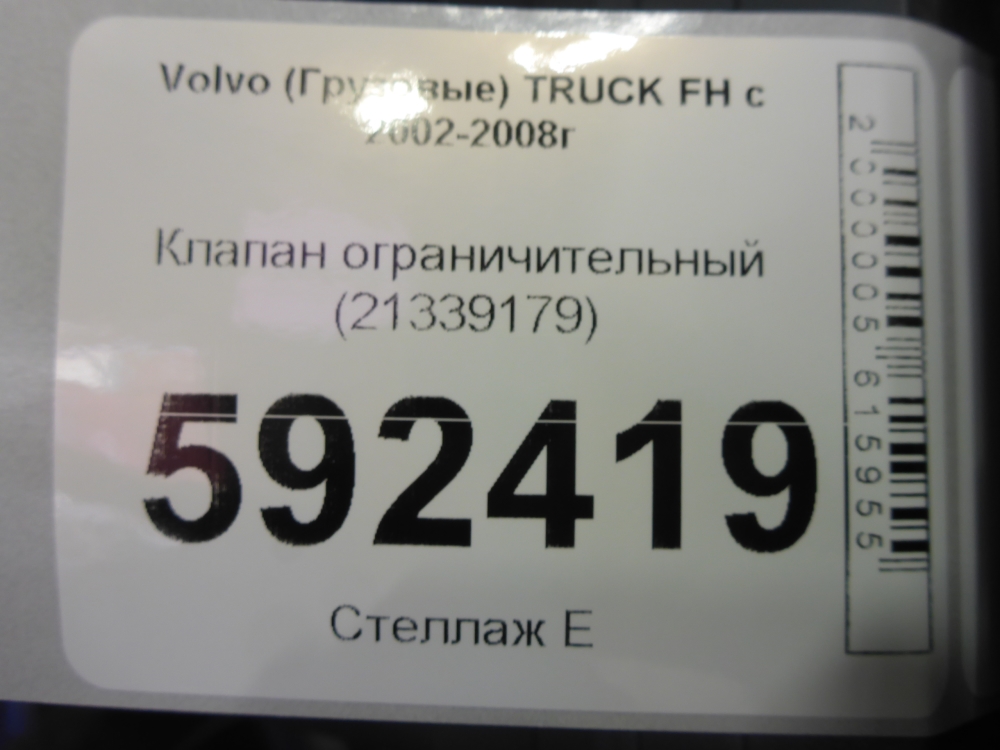 Volvo (Грузовые) TRUCK FH с
2002-2008г
Клапан ограничительный
(21339179)
592419
Стеллаж Е
2000005615955